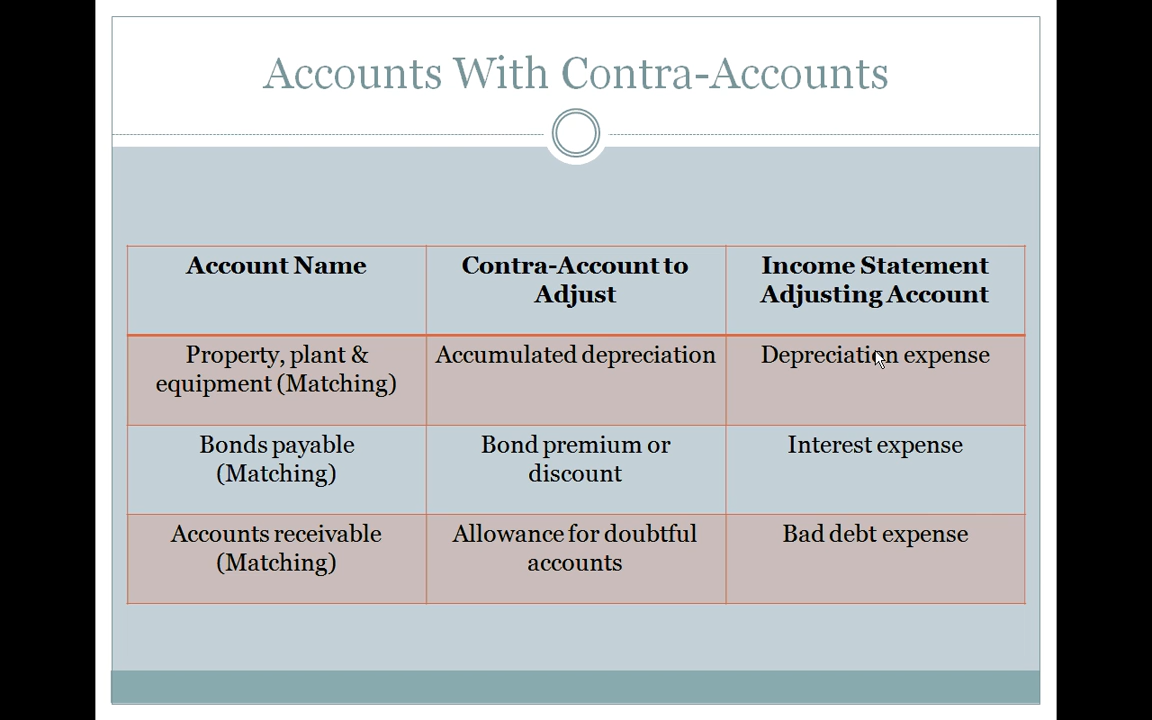 Accounts With Contra-Accounts
Account Name
Contra-Account to
Adjust
Income Statement
Adjusting Account
Property, plant &
equipment (Matching)
Accumulated depreciation
Depreciation expense
Bonds payable
(Matching)
Bond premium or
discount
Interest expense
Accounts receivable
(Matching)
Allowance for doubtful
accounts
Bad debt expense